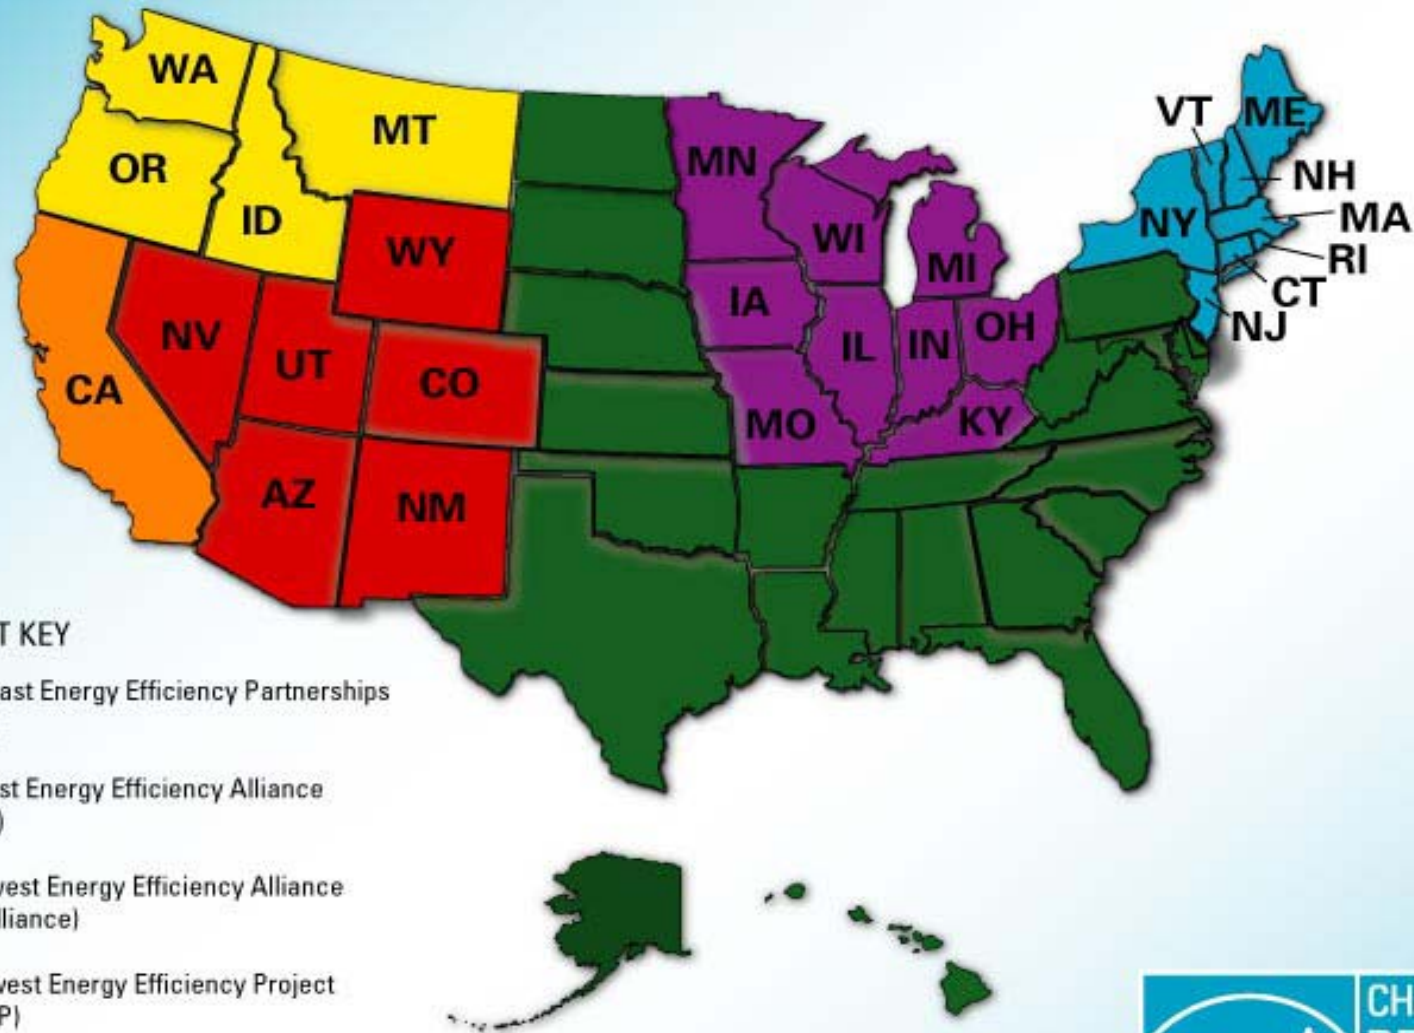 WA
MT
OR
ID
WY
CA
NV
UT
CO
AZ
NM
MN
WI
MI
IA
IL
IN
OH
MO
KY
VT
ME
NH
NY
MA
RI
CT
NJ
T KEY
ast Energy Efficiency Partnerships
st Energy Efficiency Alliance
)
vest Energy Efficiency Alliance
lliance)
vest Energy Efficiency Project
P)
CH